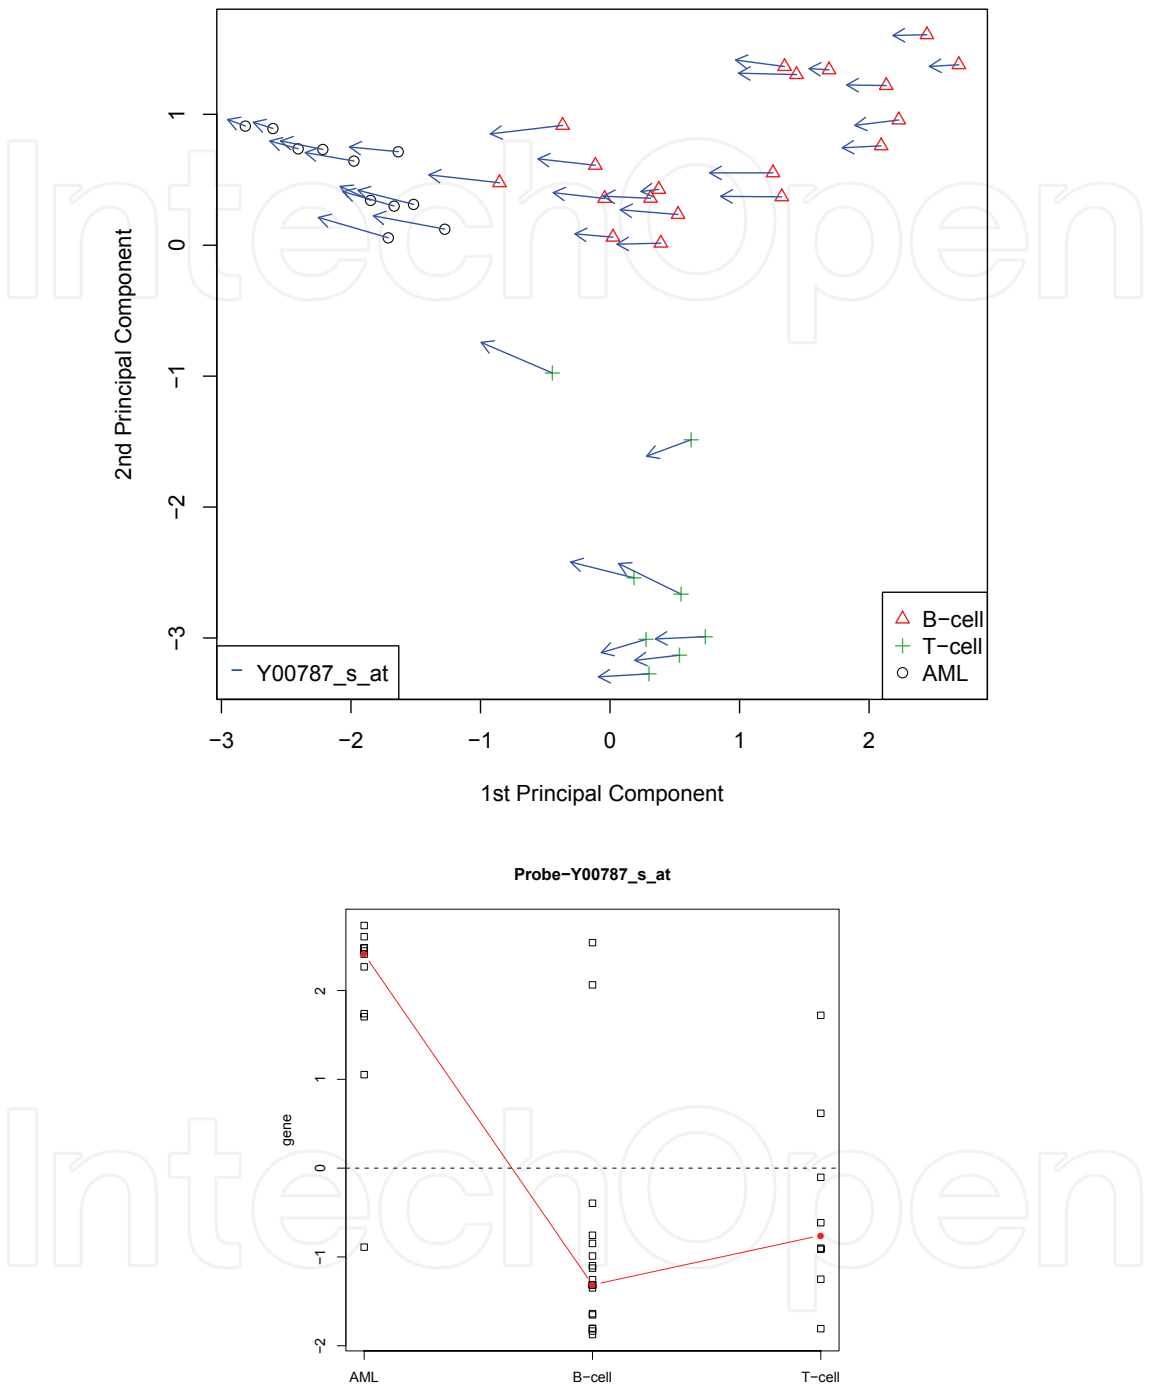 IntechOpen
1
0
−1
−2
−3
2nd Principal Component
B−cell
T−cell
AML
Y00787_s_at
−3 −2 −1 0 1 2
1st Principal Component
Probe−Y00787_s_at
2
1
0
−1
−2
gene
IntechOpen
AML B−cell T−cell